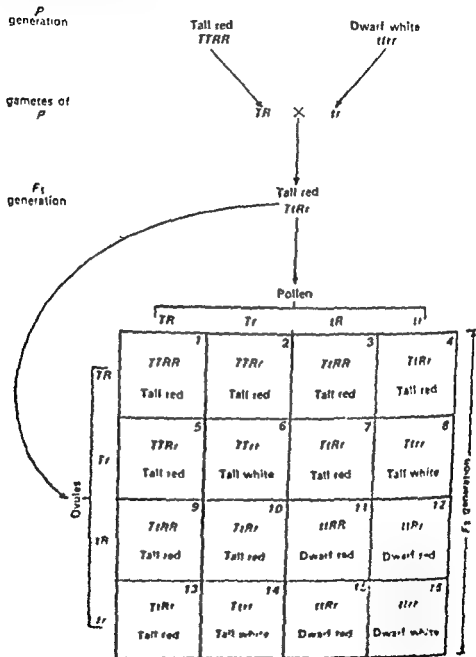 P
generation
Tall red
TTRR
Dwarf white
ttrr
gametes of
P
TR × tr
F1
generation
Tall red
TtRr
Pollen
TR Tr tR tr
Ovules
TR
Tr
tR
tr
1 2 3 4
TTRR TTRr TtRR TtRr
Tall red Tall red Tall red Tall red
5 6 7 8
TTRr TTrr TtRr Ttrr
Tall red Tall white Tall red Tall white
9 10 11 12
TtRR TtRr ttRR ttRr
Tall red Tall red Dwarf red Dwarf red
13 14 15
TtRr Ttrr ttRr ttrr
Tall red Tall white Dwarf red Dwarf white
generation